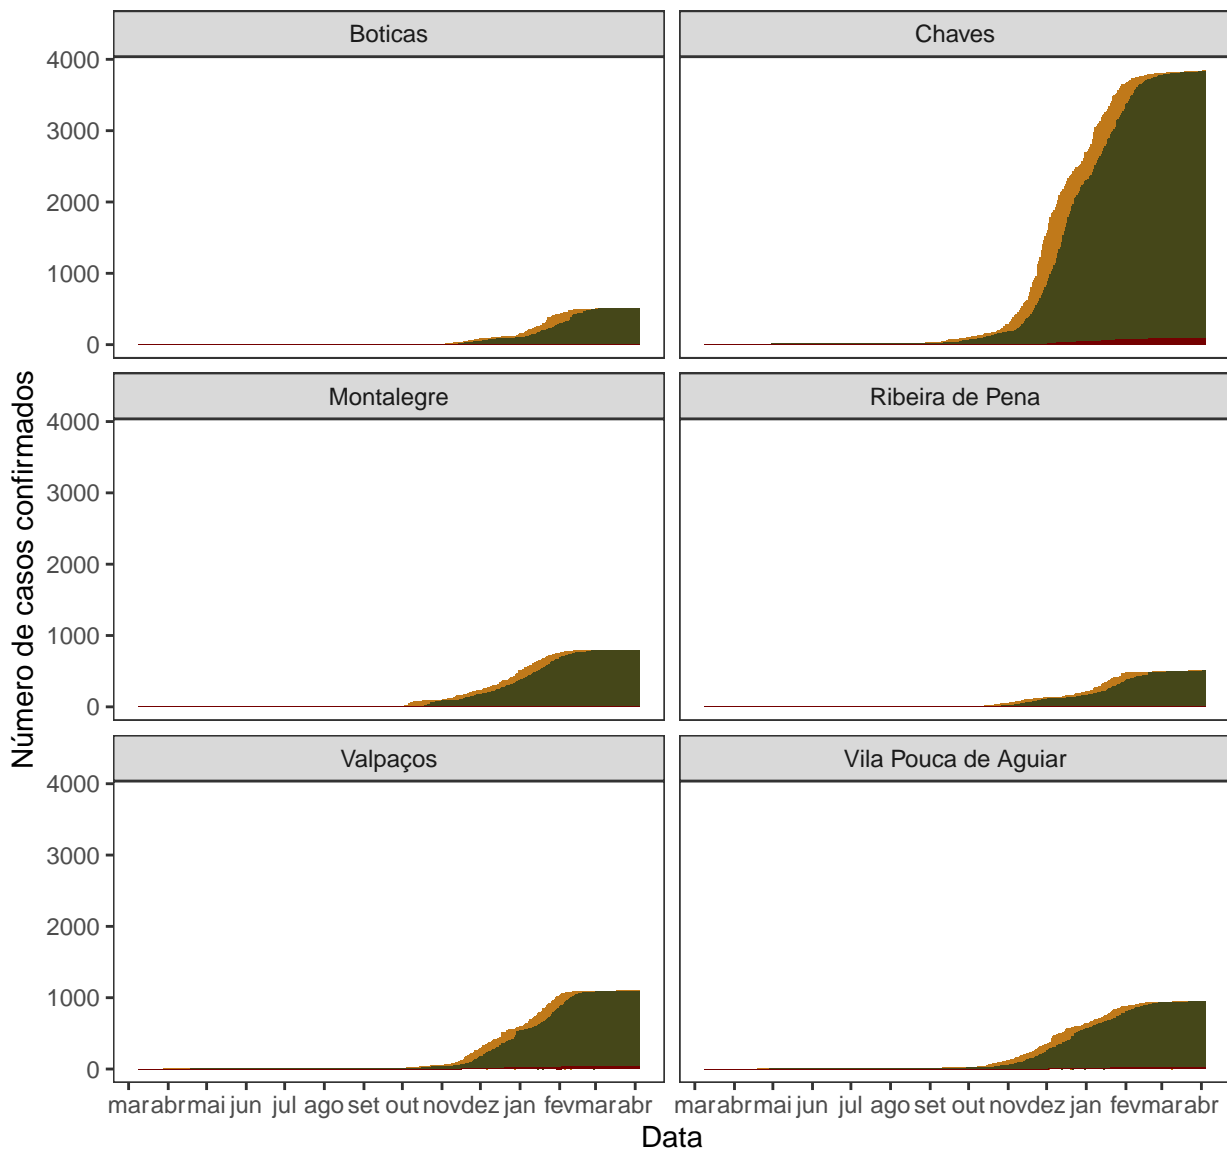 Boticas
Chaves
4000
3000
2000
1000
0
Montalegre
Ribeira de Pena
4000
3000
2000
1000
0
Valpaços
Vila Pouca de Aguiar
4000
3000
2000
1000
0
mar abr mai jun jul ago set out nov dez jan fev mar abr
mar abr mai jun jul ago set out nov dez jan fev mar abr
Data
Número de casos confirmados